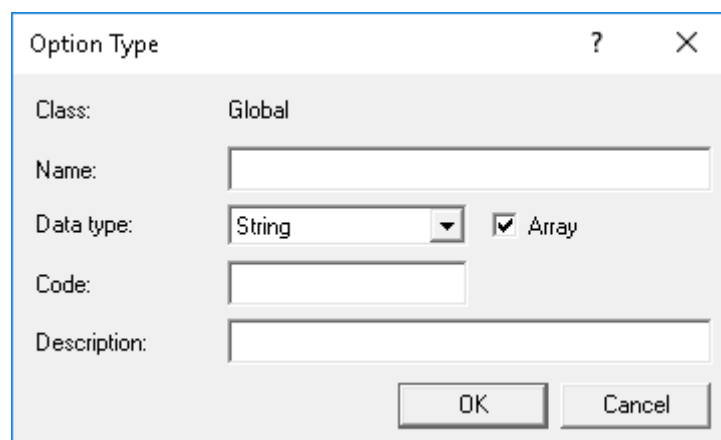 Option Type ?
Class: Global
Name:
Data type: String Array
Code:
Description:
OK Cancel